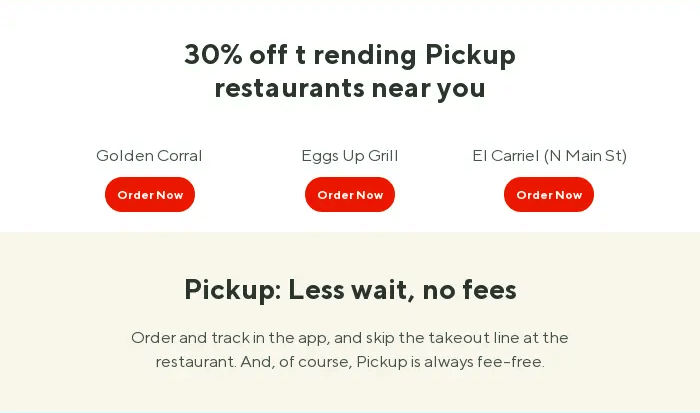 30% off t rending Pickup
restaurants near you
Golden Corral
Eggs Up Grill
El Carriel (N Main St)
Order Now
Order Now
Order Now
Pickup: Less wait, no fees
Order and track in the app, and skip the takeout line at the
restaurant. And, of course, Pickup is always fee-free.